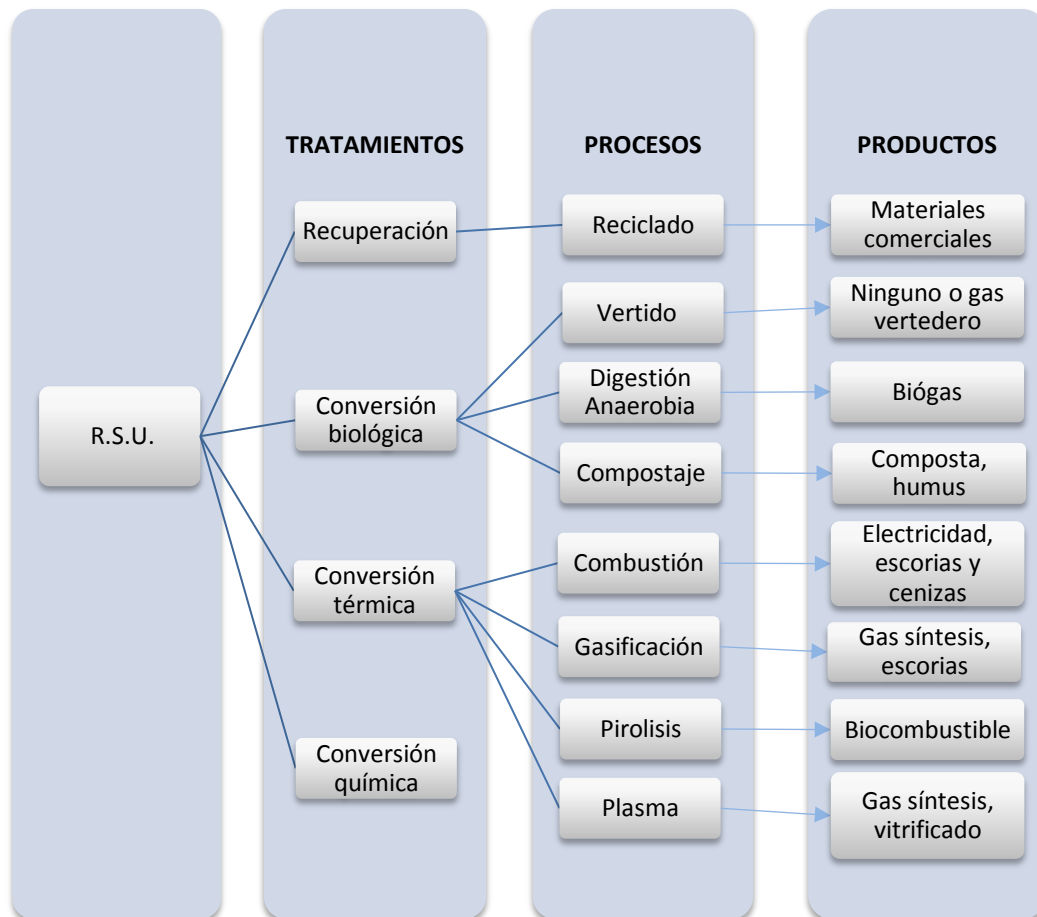 TRATAMIENTOS
PROCESOS
PRODUCTOS
R.S.U.
Recuperación
Reciclado
Materiales
comerciales
Conversión
biológica
Vertido
Ninguno o gas
vertedero
Digestión
Anaerobia
Biógas
Compostaje
Composta,
humus
Conversión
térmica
Combustión
Electricidad,
escorias y
cenizas
Gasificación
Gas síntesis,
escorias
Pirolisis
Biocombustible
Plasma
Gas síntesis,
vitrificado
Conversión
química